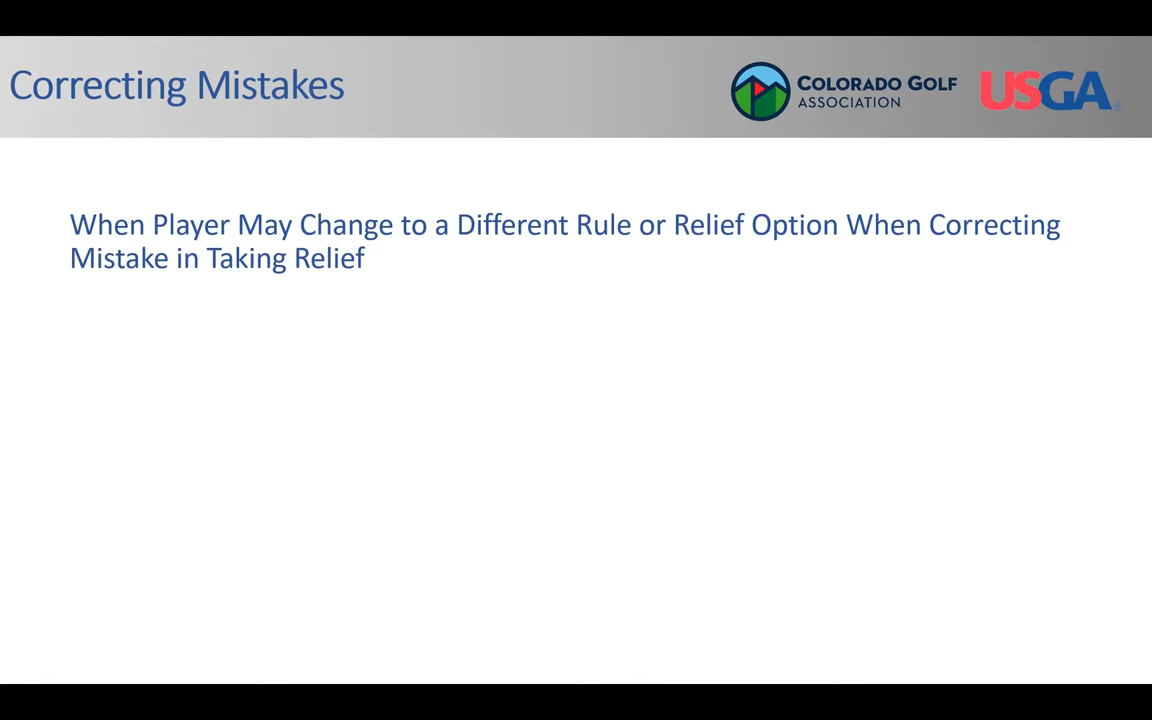 Correcting Mistakes
COLORADO GOLF
ASSOCIATION
USGA
When Player May Change to a Different Rule or Relief Option When Correcting
Mistake in Taking Relief